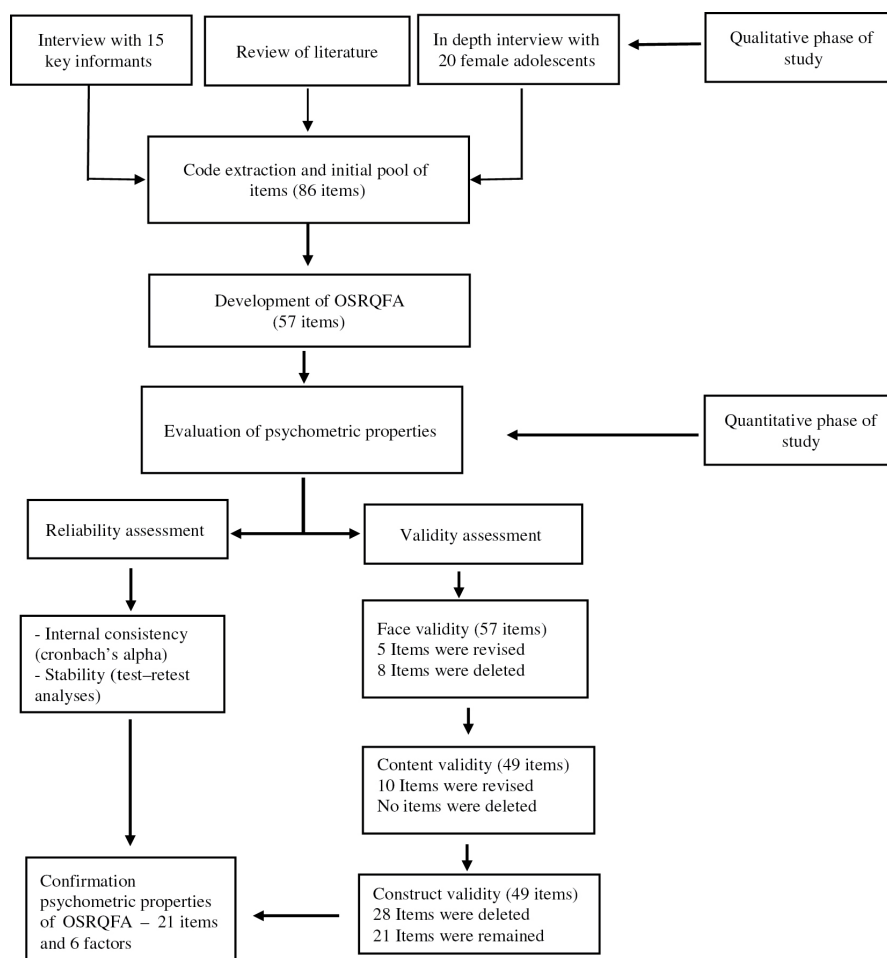 Interview with 15
key informants
Review of literature
In depth interview with
20 female adolescents
Qualitative phase of
study
Code extraction and initial pool of
items (86 items)
Development of OSRQFA
(57 items)
Evaluation of psychometric properties
Quantitative phase of
study
Reliability assessment
Validity assessment
- Internal consistency
(cronbach's alpha)
- Stability (test–retest
analyses)
Face validity (57 items)
5 Items were revised
8 Items were deleted
Content validity (49 items)
10 Items were revised
No items were deleted
Confirmation
psychometric properties
of OSRQFA – 21 items
and 6 factors
Construct validity (49 items)
28 Items were deleted
21 Items were remained